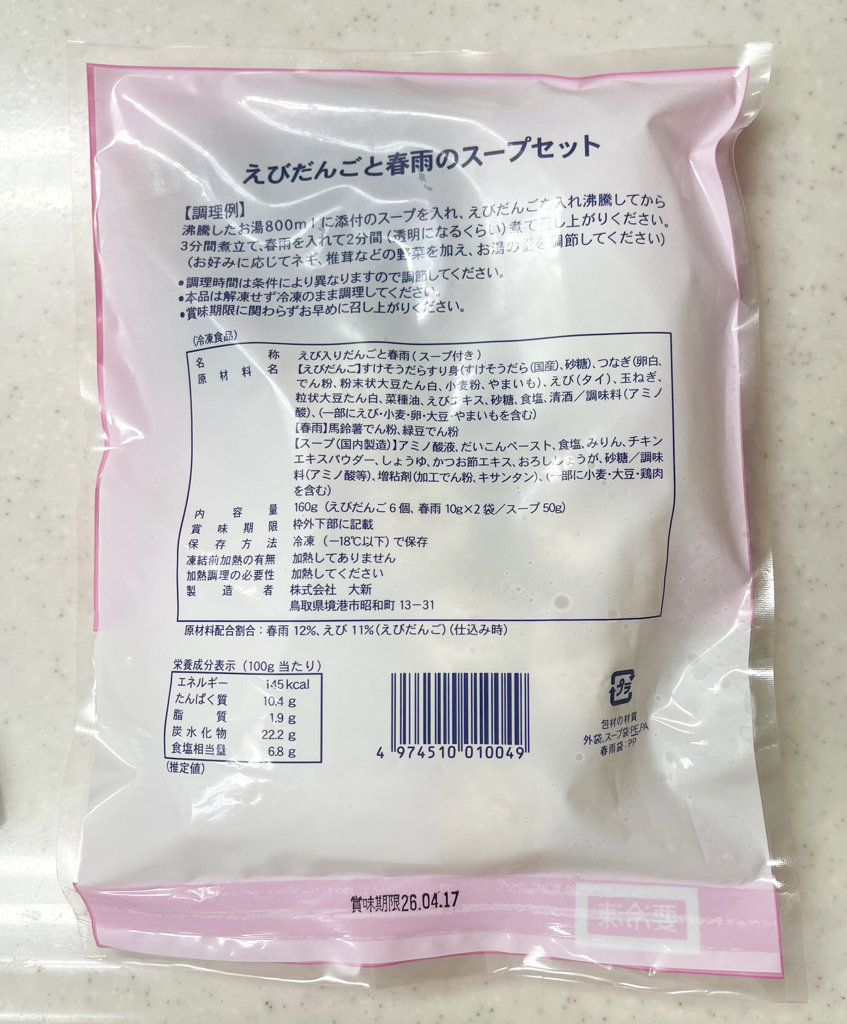 えびだんごと春雨のスープセット
【調理例】
沸騰したお湯800mlに添付のスープを入れ、えびだんごを入れ沸騰してから
3分間煮立て、春雨を入れて2分間(透明になるくらい)煮て召し上がりください。
(お好みに応じてネギ、椎茸などの野菜を加え、お湯の量を調節してください)
•調理時間は条件により異なりますので調節してください。
•本品は解凍せず冷凍のまま調理してください。
•賞味期限に関わらずお早めに召し上がりください。
(冷凍食品)
名称 えび入りだんごと春雨(スープ付き)
原材料名 【えびだんご】すけそうだらすり身(すけそうだら(国産)、砂糖)、つなぎ(卵白、
でん粉、粉末状大豆たん白、小麦粉、やまいも)、えび(タイ)、玉ねぎ、
粒状大豆たん白、菜種油、えびエキス、砂糖、食塩、清酒/調味料(アミノ
酸)、(一部にえび・小麦・卵・大豆・やまいもを含む)
【春雨】馬鈴薯でん粉、緑豆でん粉
【スープ(国内製造)】アミノ酸液、だいこんペースト、食塩、みりん、チキン
エキスパウダー、しょうゆ、かつお節エキス、おろししょうが、砂糖/調味
料(アミノ酸等)、増粘剤(加工でん粉、キサンタン)、(一部に小麦・大豆・鶏肉
を含む)
内容量 160g(えびだんご6個、春雨10g×2袋/スープ50g)
賞味期限 枠外下部に記載
保存方法 冷凍(−18℃以下)で保存
凍結前加熱の有無 加熱してありません
加熱調理の必要性 加熱してください
製造者 株式会社 大新
鳥取県境港市昭和町13−31
原材料配合割合:春雨12%、えび11%(えびだんご)(仕込み時)
栄養成分表示(100g当たり)
エネルギー 145kcal
たんぱく質 10.4g
脂質 1.9g
炭水化物 22.2g
食塩相当量 6.8g
(推定値)
4 974510 010049
プラ
包材の材質
外袋、スープ袋:PE,PA
春雨袋:PP
賞味期限26.04.17
要冷凍